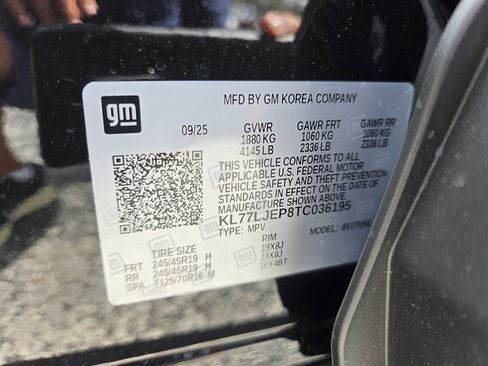 gm
MFD BY GM KOREA COMPANY
09/25 GVWR GAWR FRT GAWR RR
1880 KG 1060 KG 1060 KG
4145 LB 2336 LB 2336 LB
THIS VEHICLE CONFORMS TO ALL
APPLICABLE U.S. FEDERAL MOTOR
VEHICLE SAFETY AND THEFT PREVENTION
STANDARDS IN EFFECT ON THE DATE OF
MANUFACTURE SHOWN ABOVE.
KL77LJEP8TC036195
TYPE: MPV MODEL:
TIRE SIZE RIM
FRT 245/45R19 H 19X8J
RR 245/45R19 H 19X8J
SPA T125/70R16 M 16X4BT